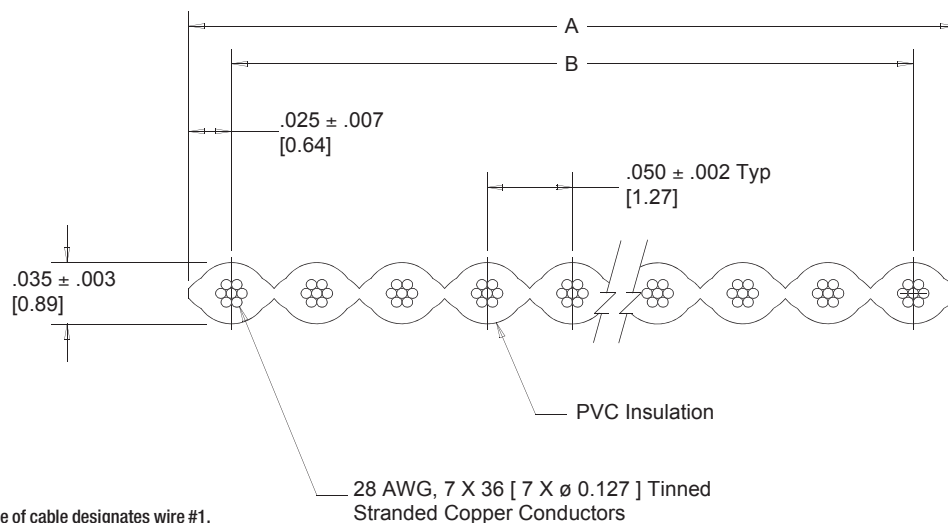 A
B
.025 ± .007
[0.64]
.050 ± .002 Typ
[1.27]
.035 ± .003
[0.89]
PVC Insulation
28 AWG, 7 X 36 [ 7 X ø 0.127 ] Tinned
Stranded Copper Conductors
e of cable designates wire #1.